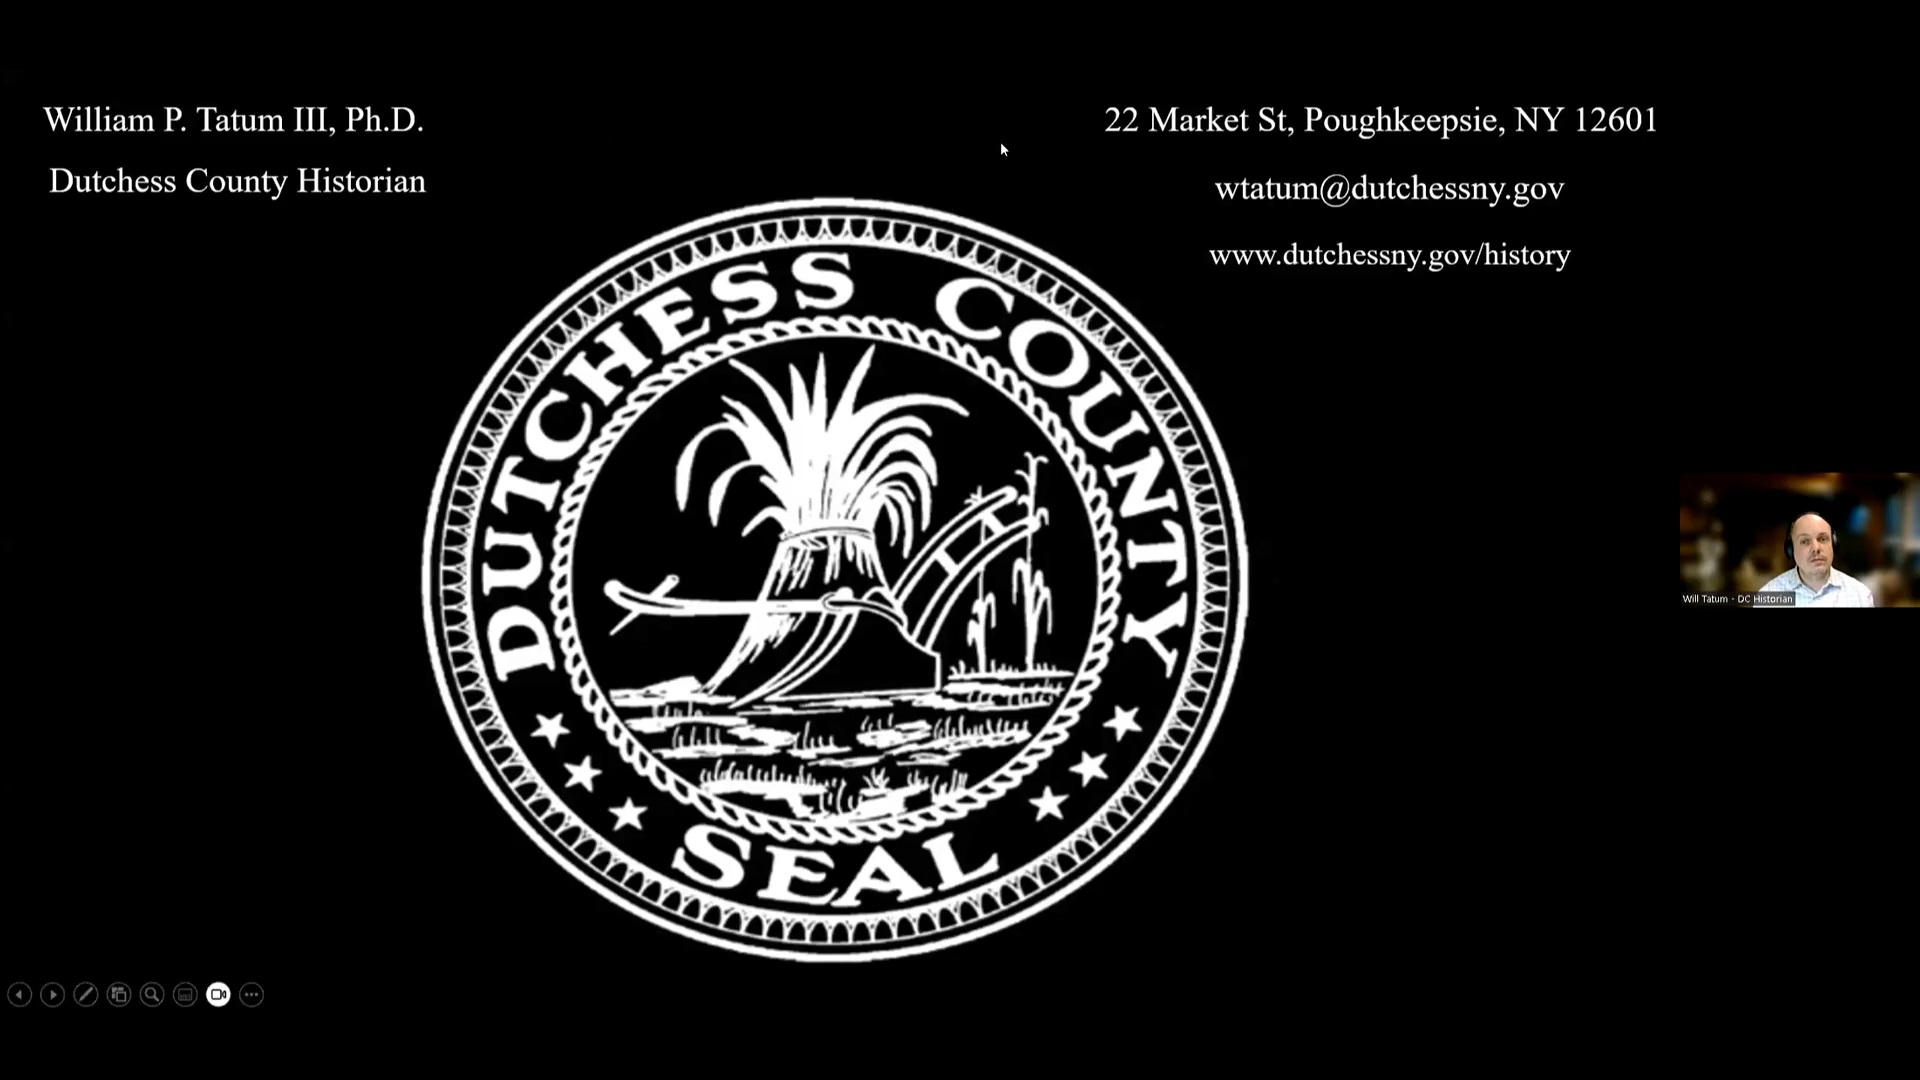 William P. Tatum III, Ph.D.
Dutchess County Historian
22 Market St, Poughkeepsie, NY 12601
wtatum@dutchessny.gov
www.dutchessny.gov/history
DUTCHESS COUNTY
SEAL
Will Tatum - DC Historian